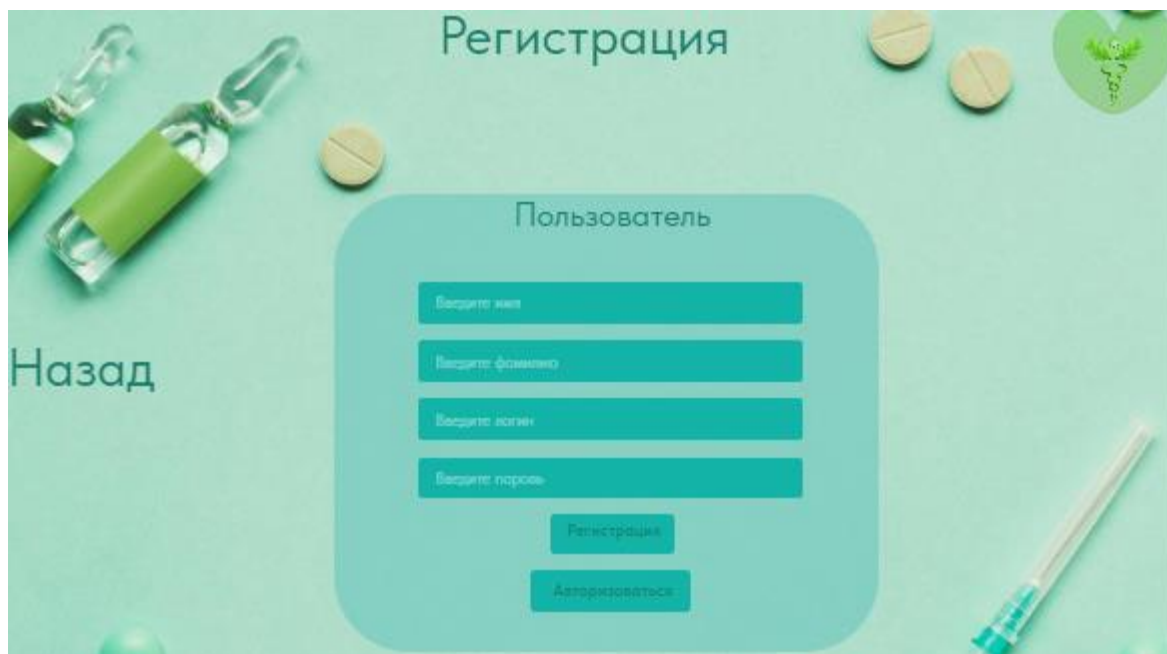 Регистрация
Пользователь
Введите имя
Введите фамилию
Назад
Введите логин
Введите пароль
Регистрация
Авторизоваться